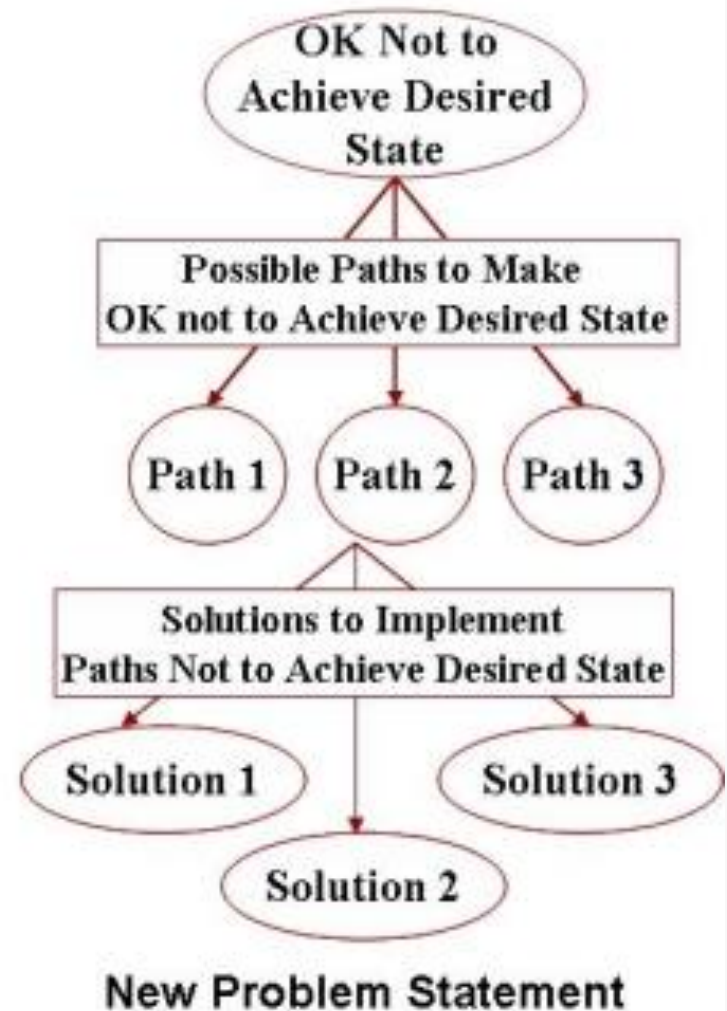 OK Not to
Achieve Desired
State
Possible Paths to Make
OK not to Achieve Desired State
Path 1
Path 2
Path 3
Solutions to Implement
Paths Not to Achieve Desired State
Solution 1
Solution 3
Solution 2
New Problem Statement